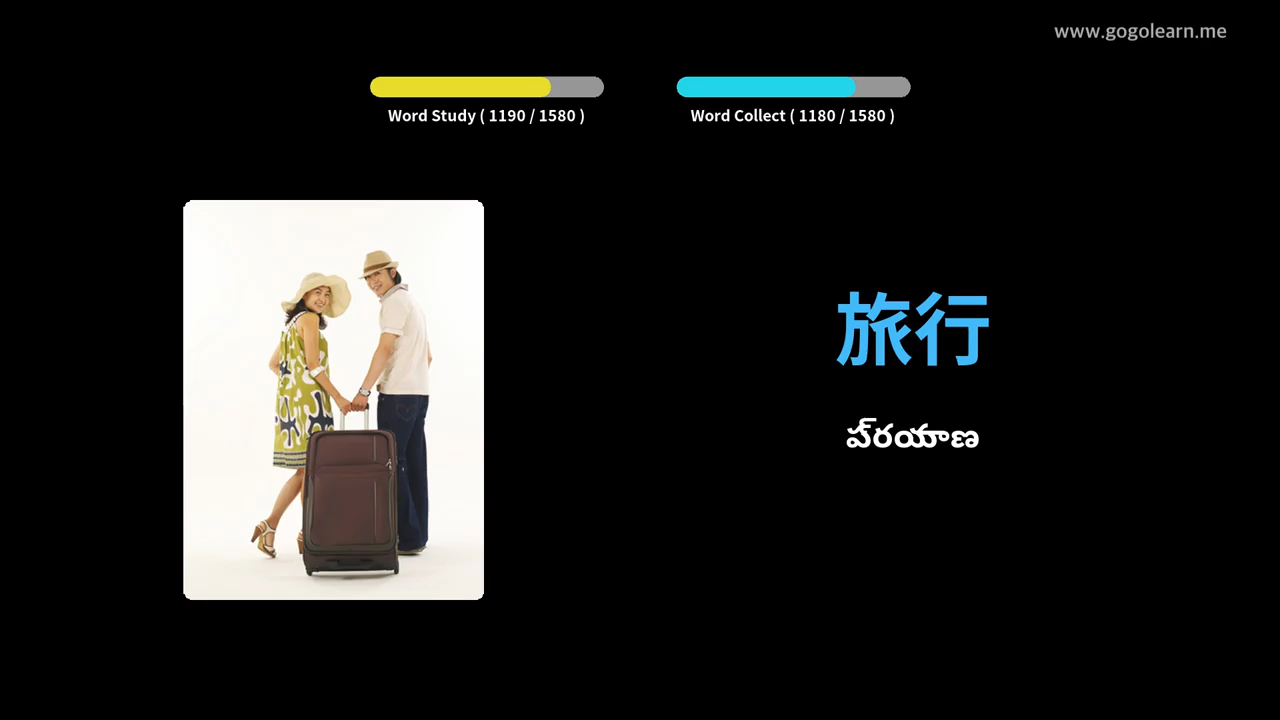 www.gogolearn.me
Word Study ( 1190 / 1580 )
Word Collect ( 1180 / 1580 )
旅行
ప్రయాణ